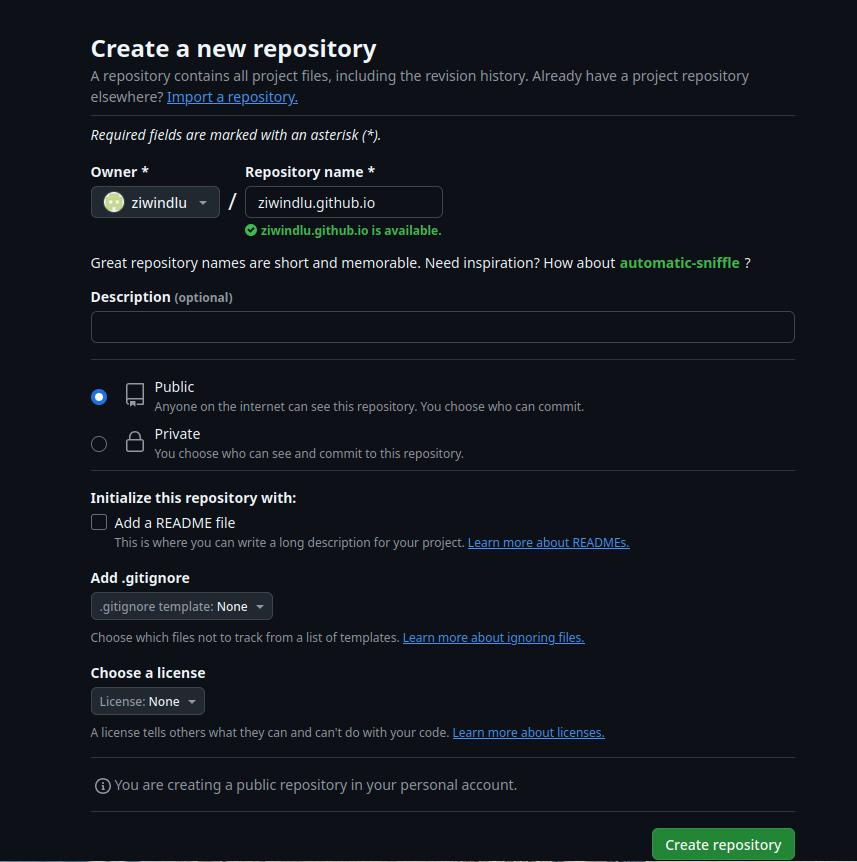 Create a new repository
A repository contains all project files, including the revision history. Already have a project repository
elsewhere? Import a repository.
Required fields are marked with an asterisk (*).
Owner *
Repository name *
ziwindlu
/
ziwindlu.github.io
ziwindlu.github.io is available.
Great repository names are short and memorable. Need inspiration? How about automatic-sniffle ?
Description (optional)
Public
Anyone on the internet can see this repository. You choose who can commit.
Private
You choose who can see and commit to this repository.
Initialize this repository with:
Add a README file
This is where you can write a long description for your project. Learn more about READMEs.
Add .gitignore
.gitignore template: None
Choose which files not to track from a list of templates. Learn more about ignoring files.
Choose a license
License: None
A license tells others what they can and can't do with your code. Learn more about licenses.
You are creating a public repository in your personal account.
Create repository